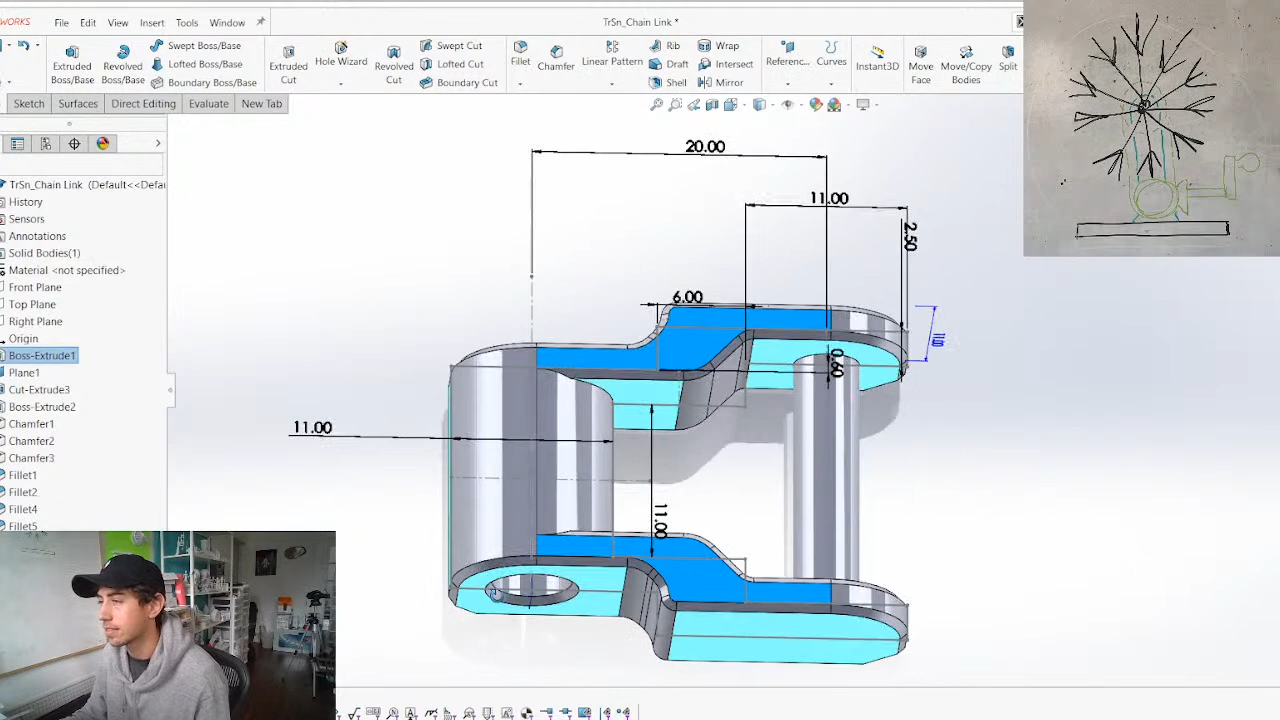 WORKS
File Edit View Insert Tools Window
TrSn_Chain Link *
Extruded Boss/Base
Revolved Boss/Base
Swept Boss/Base
Lofted Boss/Base
Boundary Boss/Base
Extruded Cut
Hole Wizard
Revolved Cut
Swept Cut
Lofted Cut
Boundary Cut
Fillet
Chamfer
Linear Pattern
Rib
Draft
Shell
Wrap
Intersect
Mirror
Referenc...
Curves
Instant3D
Move Face
Move/Copy Bodies
Split
Sketch Surfaces Direct Editing Evaluate New Tab
TrSn_Chain Link (Default<<Defau
History
Sensors
Annotations
Solid Bodies(1)
Material <not specified>
Front Plane
Top Plane
Right Plane
Origin
Boss-Extrude1
Plane1
Cut-Extrude3
Boss-Extrude2
Chamfer1
Chamfer2
Chamfer3
Fillet1
Fillet2
Fillet4
Fillet5
20.00
11.00
2.50
6.00
0.60
11.00
11.00